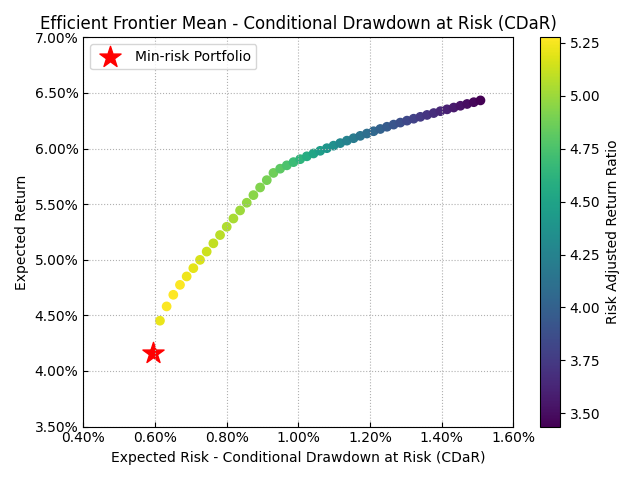 Efficient Frontier Mean - Conditional Drawdown at Risk (CDaR)
7.00%
6.50%
6.00%
5.50%
5.00%
4.50%
4.00%
3.50%
Expected Return
Min-risk Portfolio
0.40% 0.60% 0.80% 1.00% 1.20% 1.40% 1.60%
Expected Risk - Conditional Drawdown at Risk (CDaR)
5.25
5.00
4.75
4.50
4.25
4.00
3.75
3.50
Risk Adjusted Return Ratio